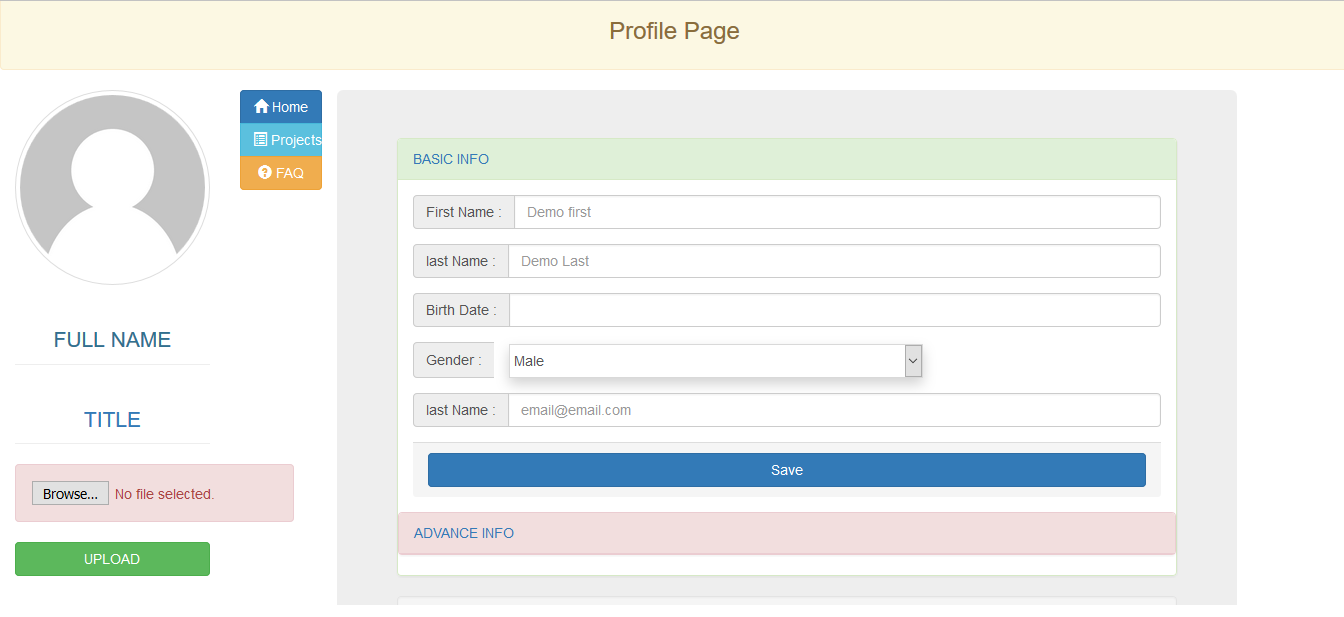 Profile Page
Home
Projects
FAQ
FULL NAME
TITLE
Browse... No file selected.
UPLOAD
BASIC INFO
First Name : Demo first
last Name : Demo Last
Birth Date :
Gender : Male
last Name : email@email.com
Save
ADVANCE INFO